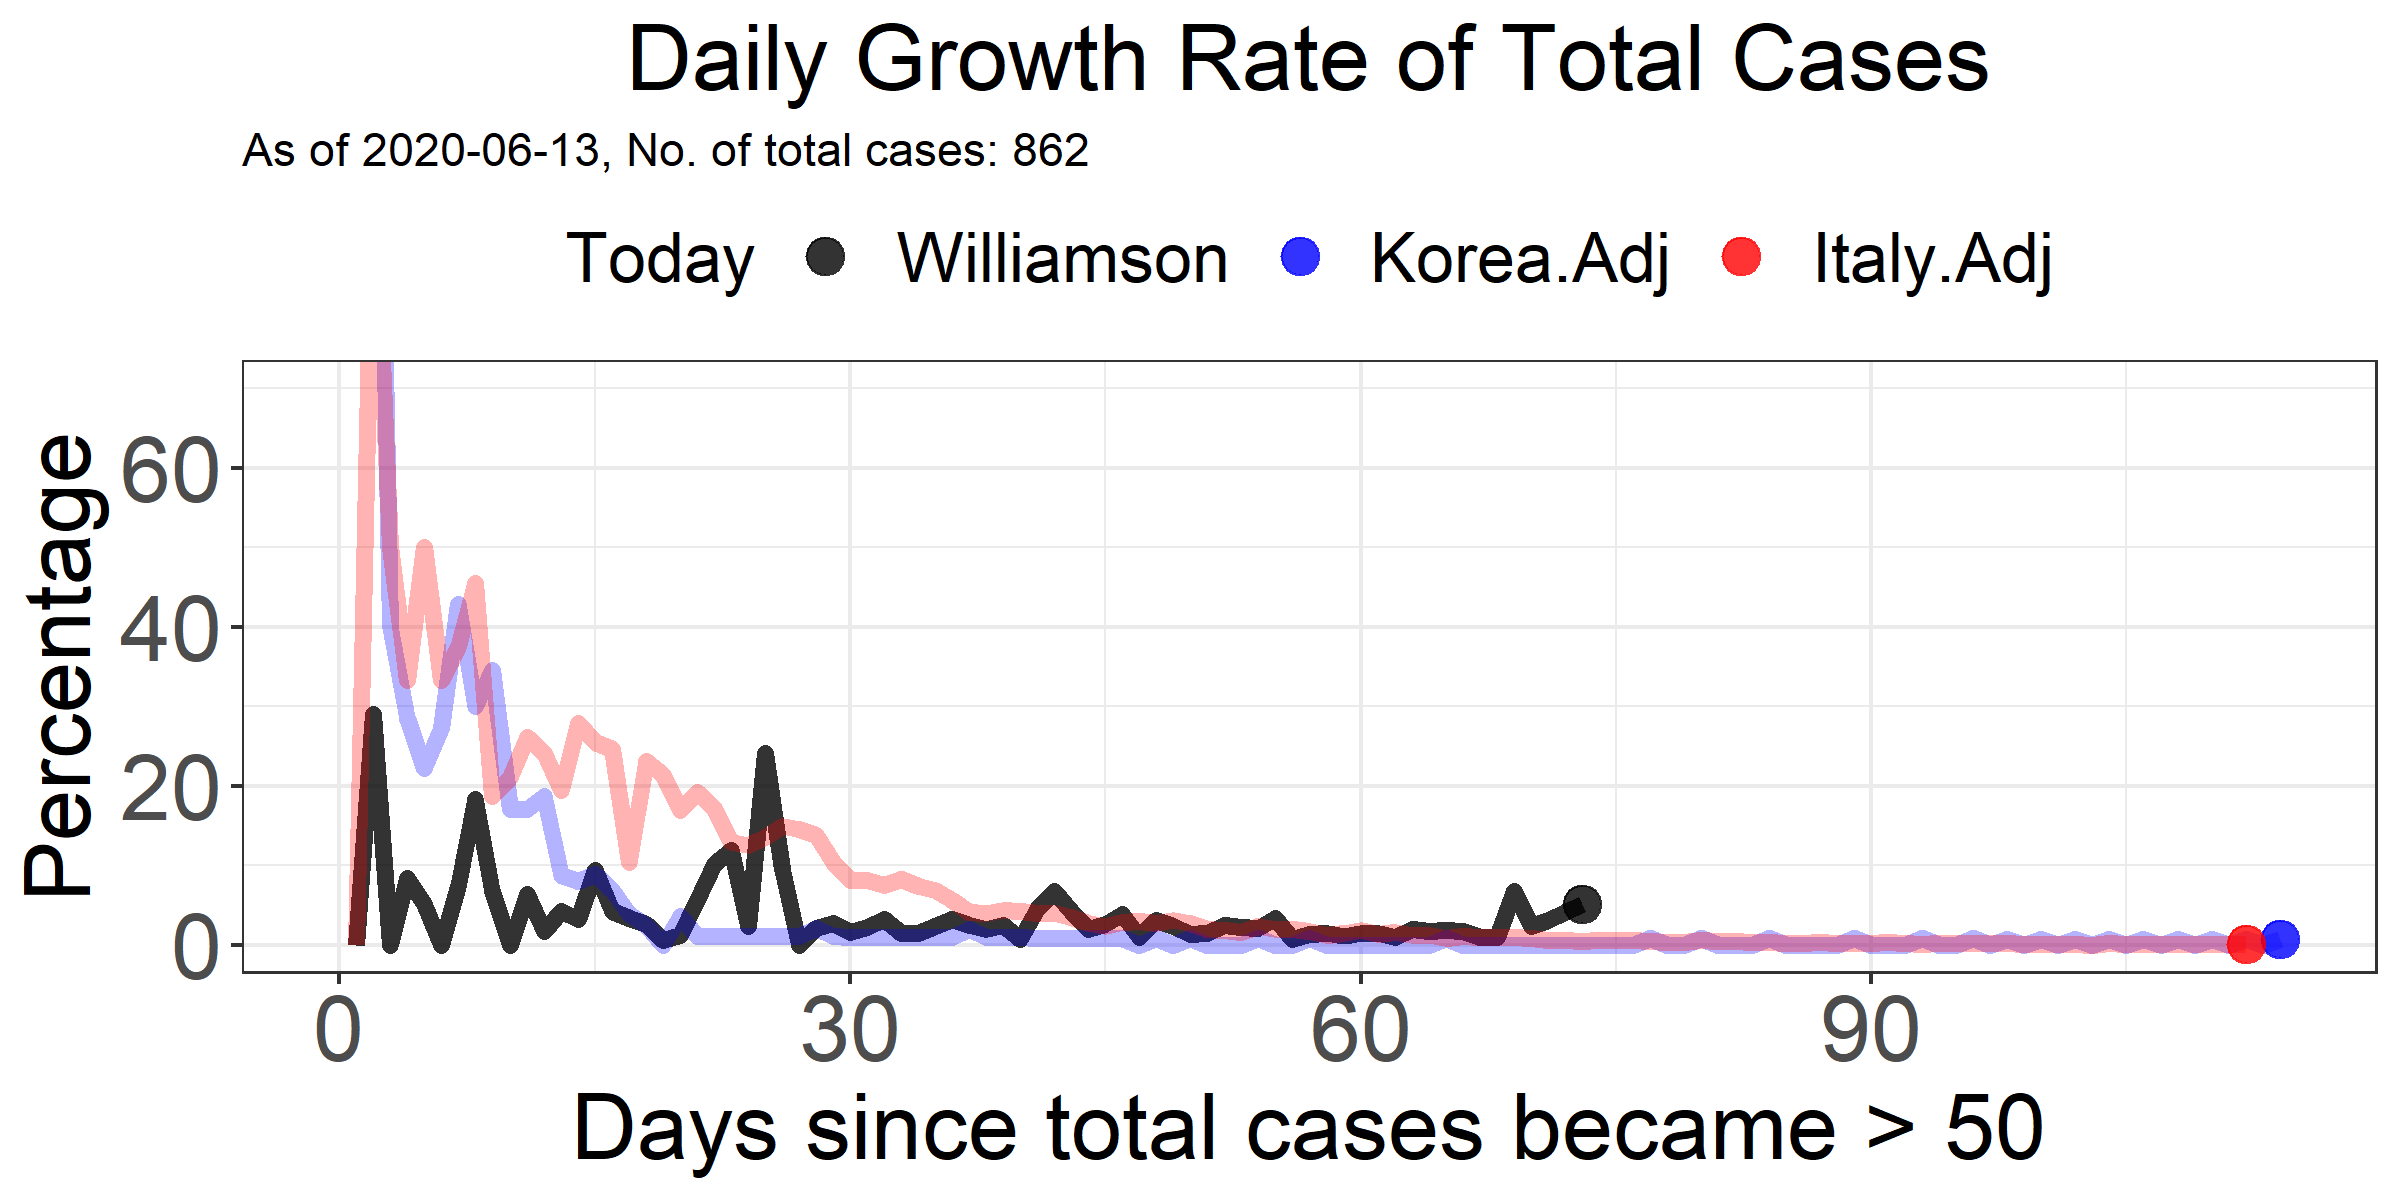 Daily Growth Rate of Total Cases
As of 2020-06-13, No. of total cases: 862
Today Williamson Korea.Adj Italy.Adj
Percentage
60
40
20
0
0 30 60 90
Days since total cases became > 50